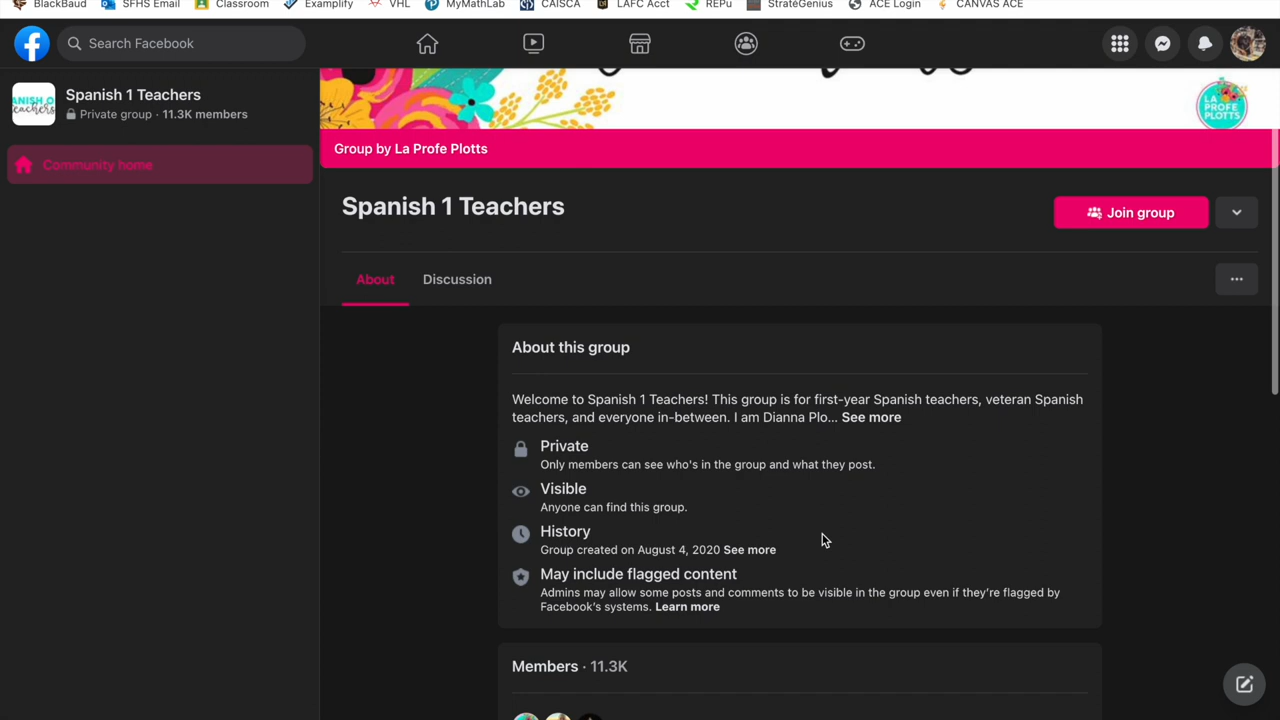 BlackBaud SFHS Email Classroom Examplify VHL MyMathLab CAISCA LAFC Acct REPu StratéGenius ACE Login CANVAS ACE
Search Facebook
Spanish 1 Teachers
Private group · 11.3K members
Community home
LA
PROFE
PLOTTS
Group by La Profe Plotts
Spanish 1 Teachers
Join group
About Discussion
About this group
Welcome to Spanish 1 Teachers! This group is for first-year Spanish teachers, veteran Spanish
teachers, and everyone in-between. I am Dianna Plo... See more
Private
Only members can see who's in the group and what they post.
Visible
Anyone can find this group.
History
Group created on August 4, 2020 See more
May include flagged content
Admins may allow some posts and comments to be visible in the group even if they're flagged by
Facebook's systems. Learn more
Members · 11.3K